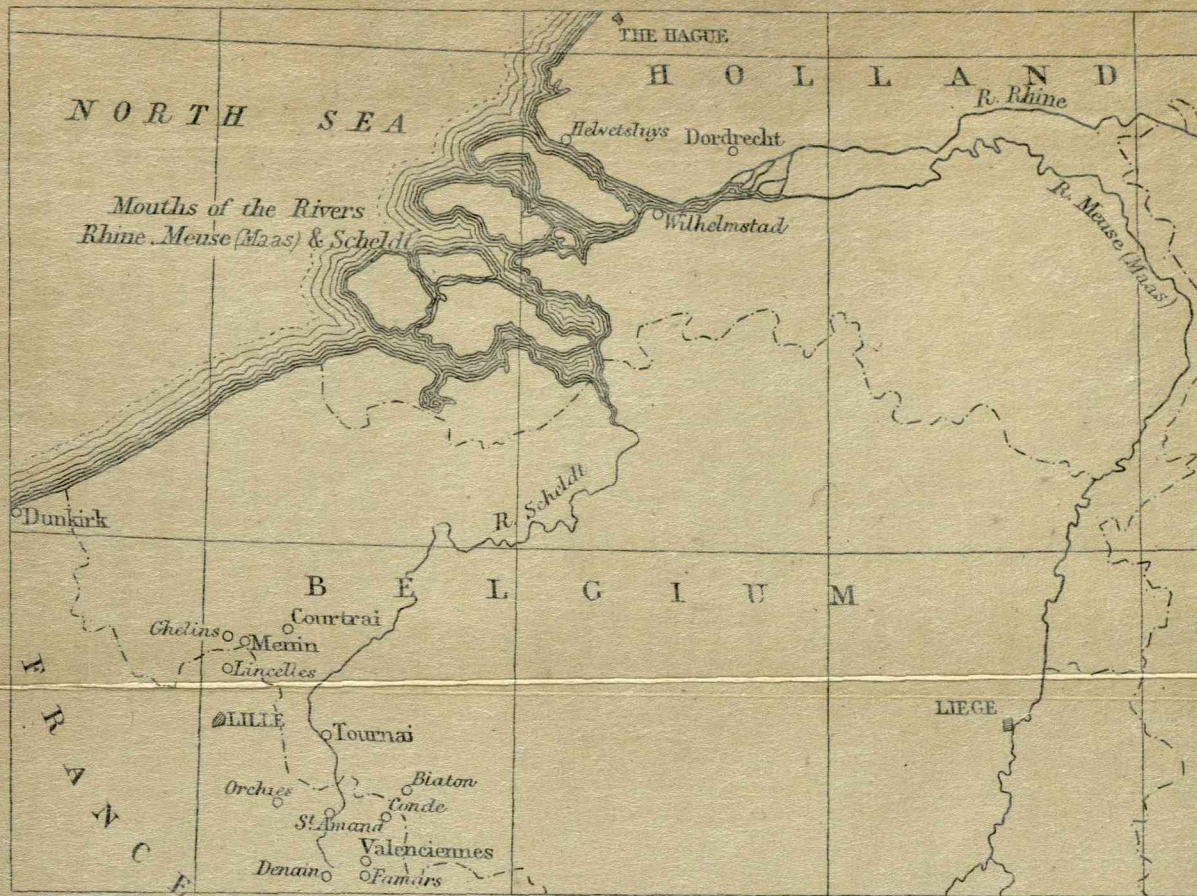 THE HAGUE
HOLLAND
NORTH SEA
R. Rhine
Helvetsluys
Dordrecht
Mouths of the Rivers
Rhine. Meuse (Maas) & Scheldt
Wilhelmstad
R. Meuse (Maas)
R. Scheldt
Dunkirk
BELGIUM
Courtrai
Ghelins
Menin
Lincelles
FRANCE
LILLE
LIEGE
Tournai
Orchies
Biaton
Conde
St. Amand
Valenciennes
Denain
Famars